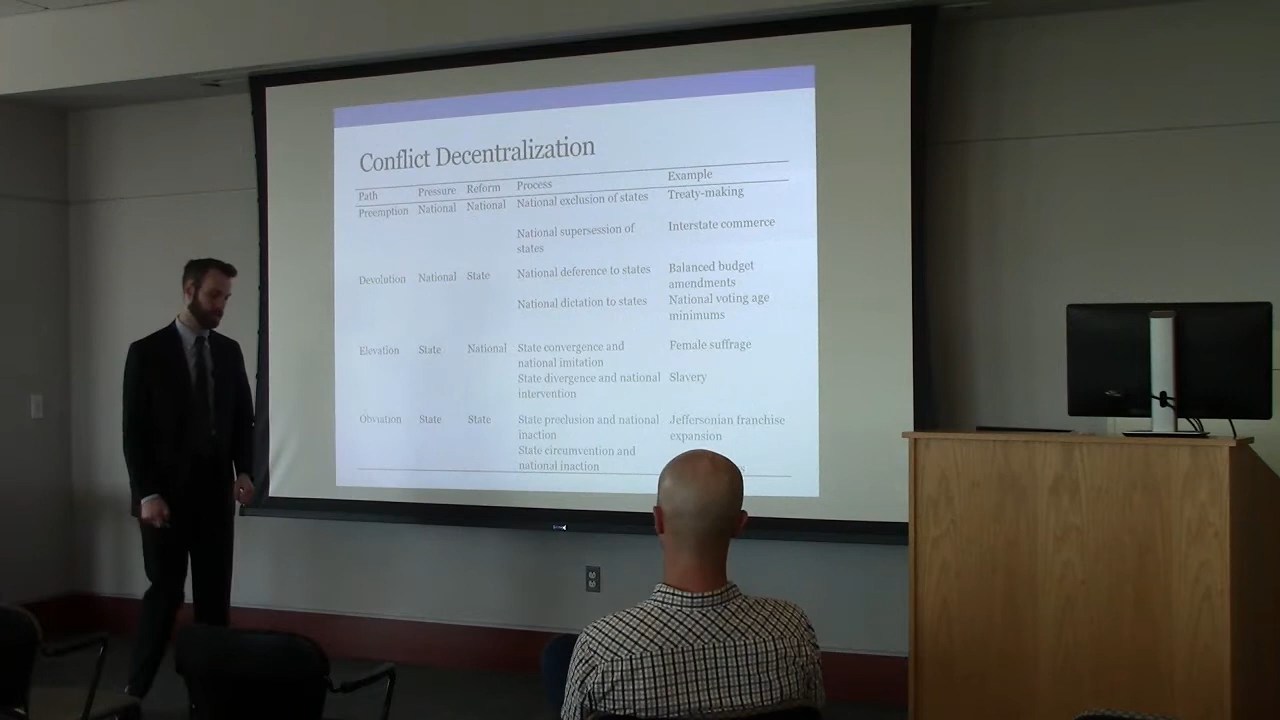 Conflict Decentralization
Path Pressure Reform Process Example
Preemption National National National exclusion of states Treaty-making
National supersession of Interstate commerce
states
Devolution National State National deference to states Balanced budget
amendments
National dictation to states National voting age
minimums
Elevation State National State convergence and Female suffrage
national imitation
State divergence and national Slavery
intervention
Obviation State State State preclusion and national Jeffersonian franchise
inaction expansion
State circumvention and
national inaction